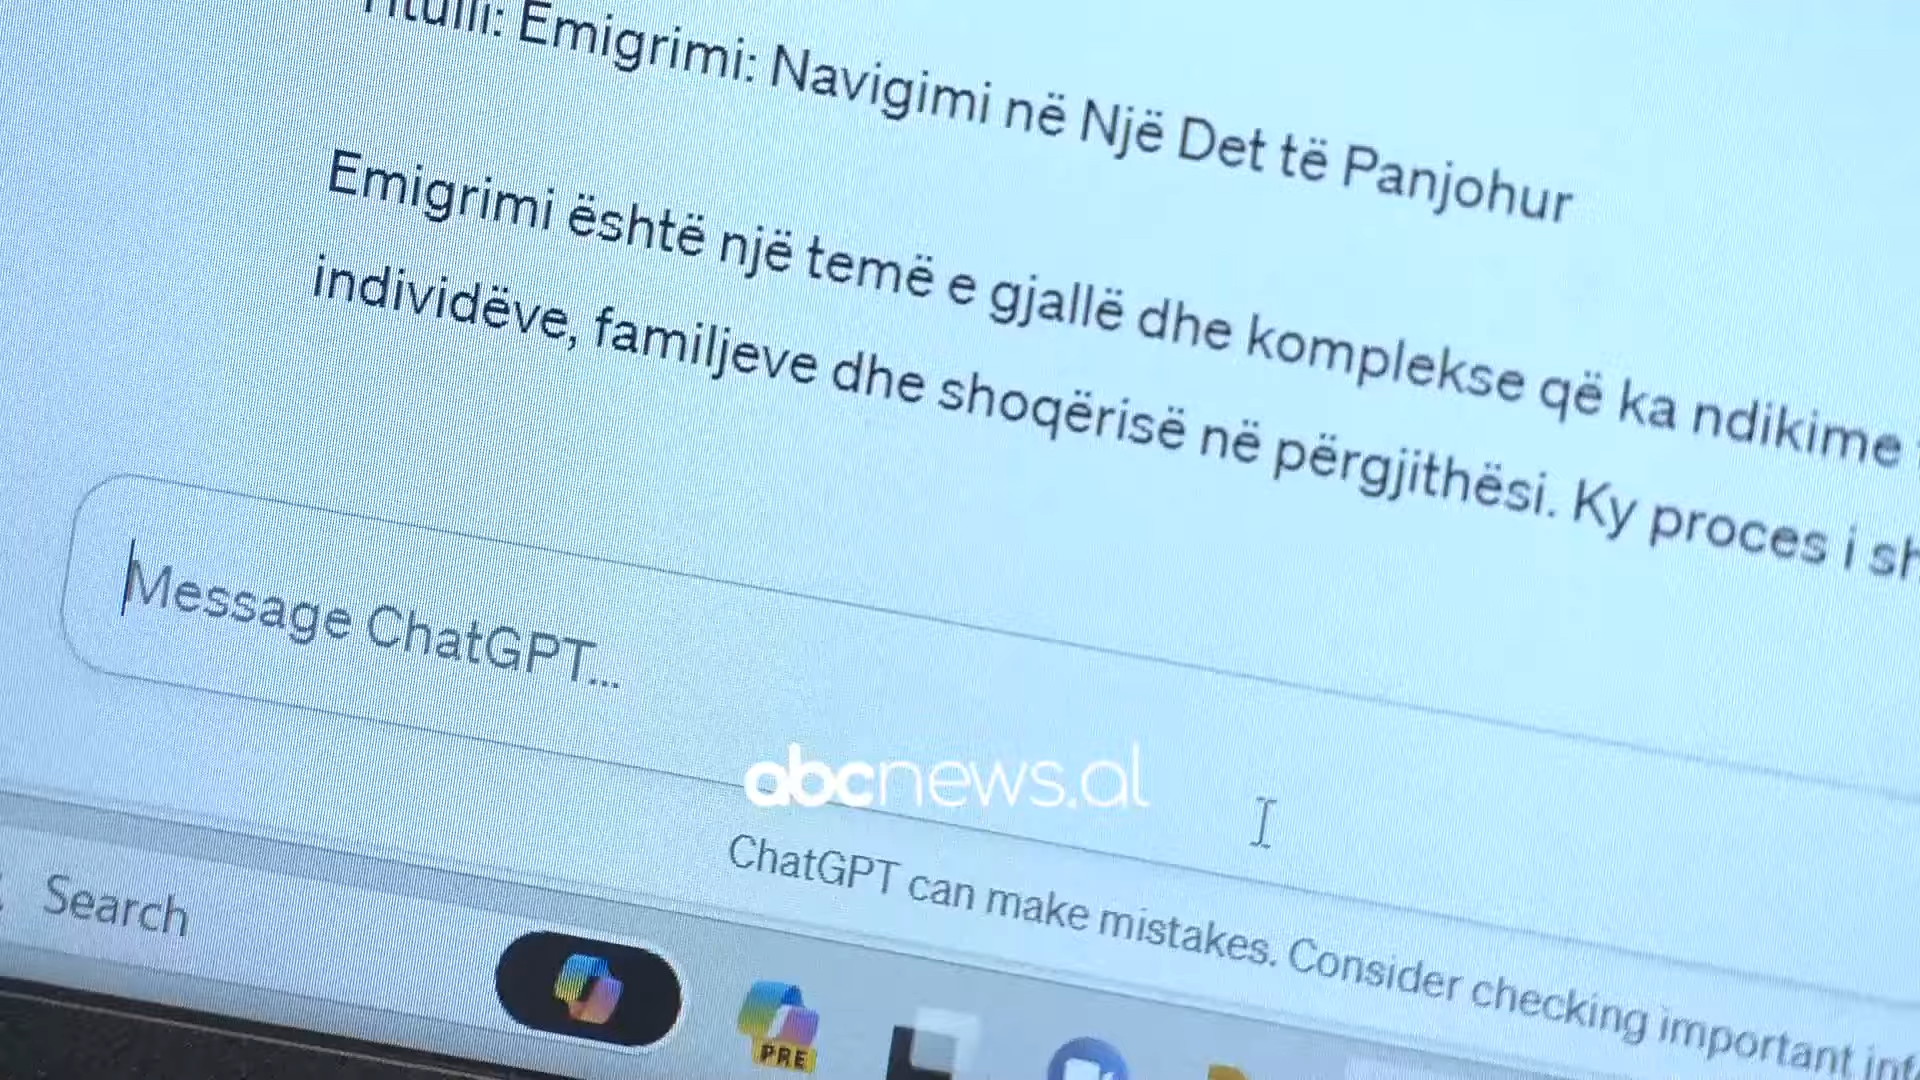 Emigrimi: Navigimi në Një Det të Panjohur
Emigrimi është një temë e gjallë dhe komplekse që ka ndikime
individëve, familjeve dhe shoqërisë në përgjithësi. Ky proces i
Message ChatGPT...
abcnews.al
ChatGPT can make mistakes. Consider checking important
Search
PRE